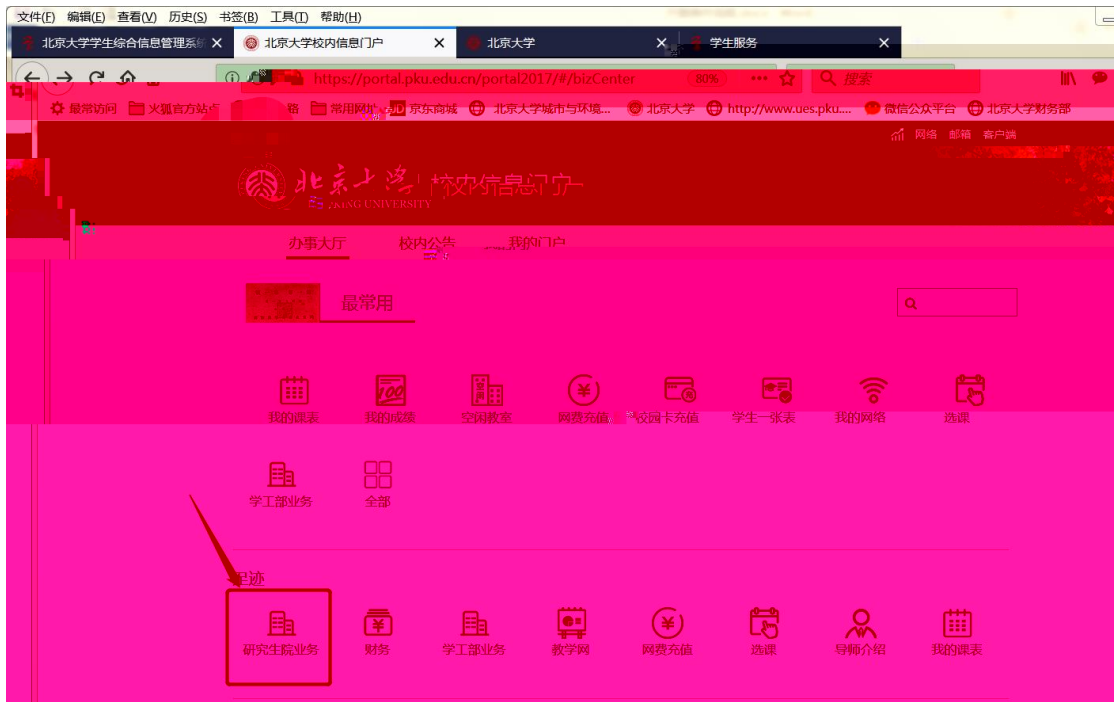 文件(F) 编辑(E) 查看(V) 历史(S) 书签(B) 工具(T) 帮助(H)
北京大学学生综合信息管理系统 北京大学校内信息门户 北京大学 学生服务
https://portal.pku.edu.cn/portal2017/#/bizCenter 80% 搜索
最常访问 火狐官方站点 常用网址 JD 京东商城 北京大学城市与环境... 北京大学 http://www.ues.pku.... 微信公众平台 北京大学财务部
网络 邮箱 客户端
北京大学 校内信息门户
UNIVERSITY
办事大厅 校内公告 我的门户
最常用
100
我的课表 我的成绩 空闲教室 网费充值 校园卡充值 学生一张表 我的网络 选课
学工部业务 全部
足迹
研究生院业务 财务 学工部业务 教学网 网费充值 选课 导师介绍 我的课表